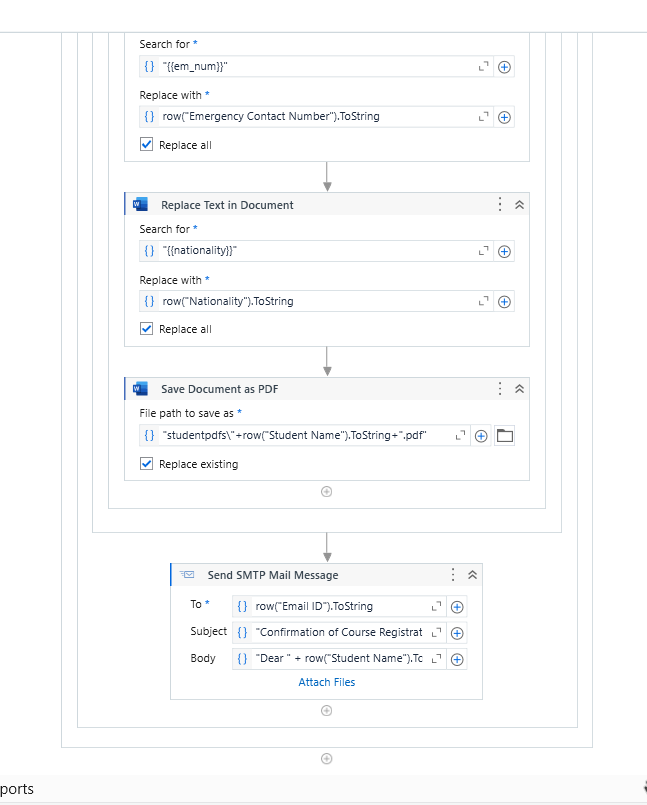 Search for *
"{{em_num}}"
Replace with *
row("Emergency Contact Number").ToString
Replace all
Replace Text in Document
Search for *
"{{nationality}}"
Replace with *
row("Nationality").ToString
Replace all
Save Document as PDF
File path to save as *
"studentpdfs\"+row("Student Name").ToString+".pdf"
Replace existing
Send SMTP Mail Message
To * row("Email ID").ToString
Subject "Confirmation of Course Registrat
Body "Dear " + row("Student Name").Tc
Attach Files
ports